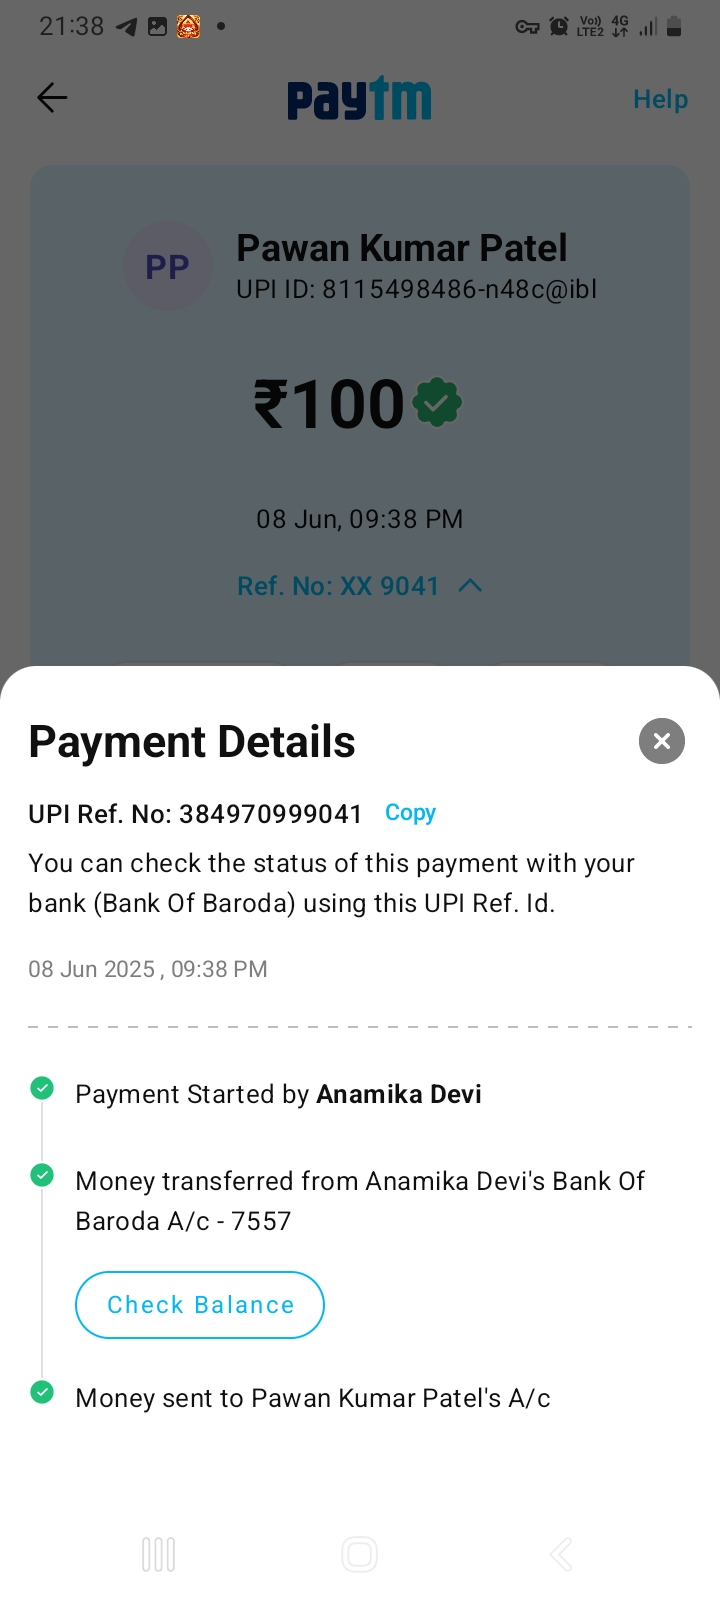 21:38
Vo))
LTE2
4G
paytm
Help
PP
Pawan Kumar Patel
UPI ID: 8115498486-n48c@ibl
₹100
08 Jun, 09:38 PM
Ref. No: XX 9041
Payment Details
UPI Ref. No: 384970999041 Copy
You can check the status of this payment with your
bank (Bank Of Baroda) using this UPI Ref. Id.
08 Jun 2025 , 09:38 PM
Payment Started by Anamika Devi
Money transferred from Anamika Devi's Bank Of
Baroda A/c - 7557
Check Balance
Money sent to Pawan Kumar Patel's A/c